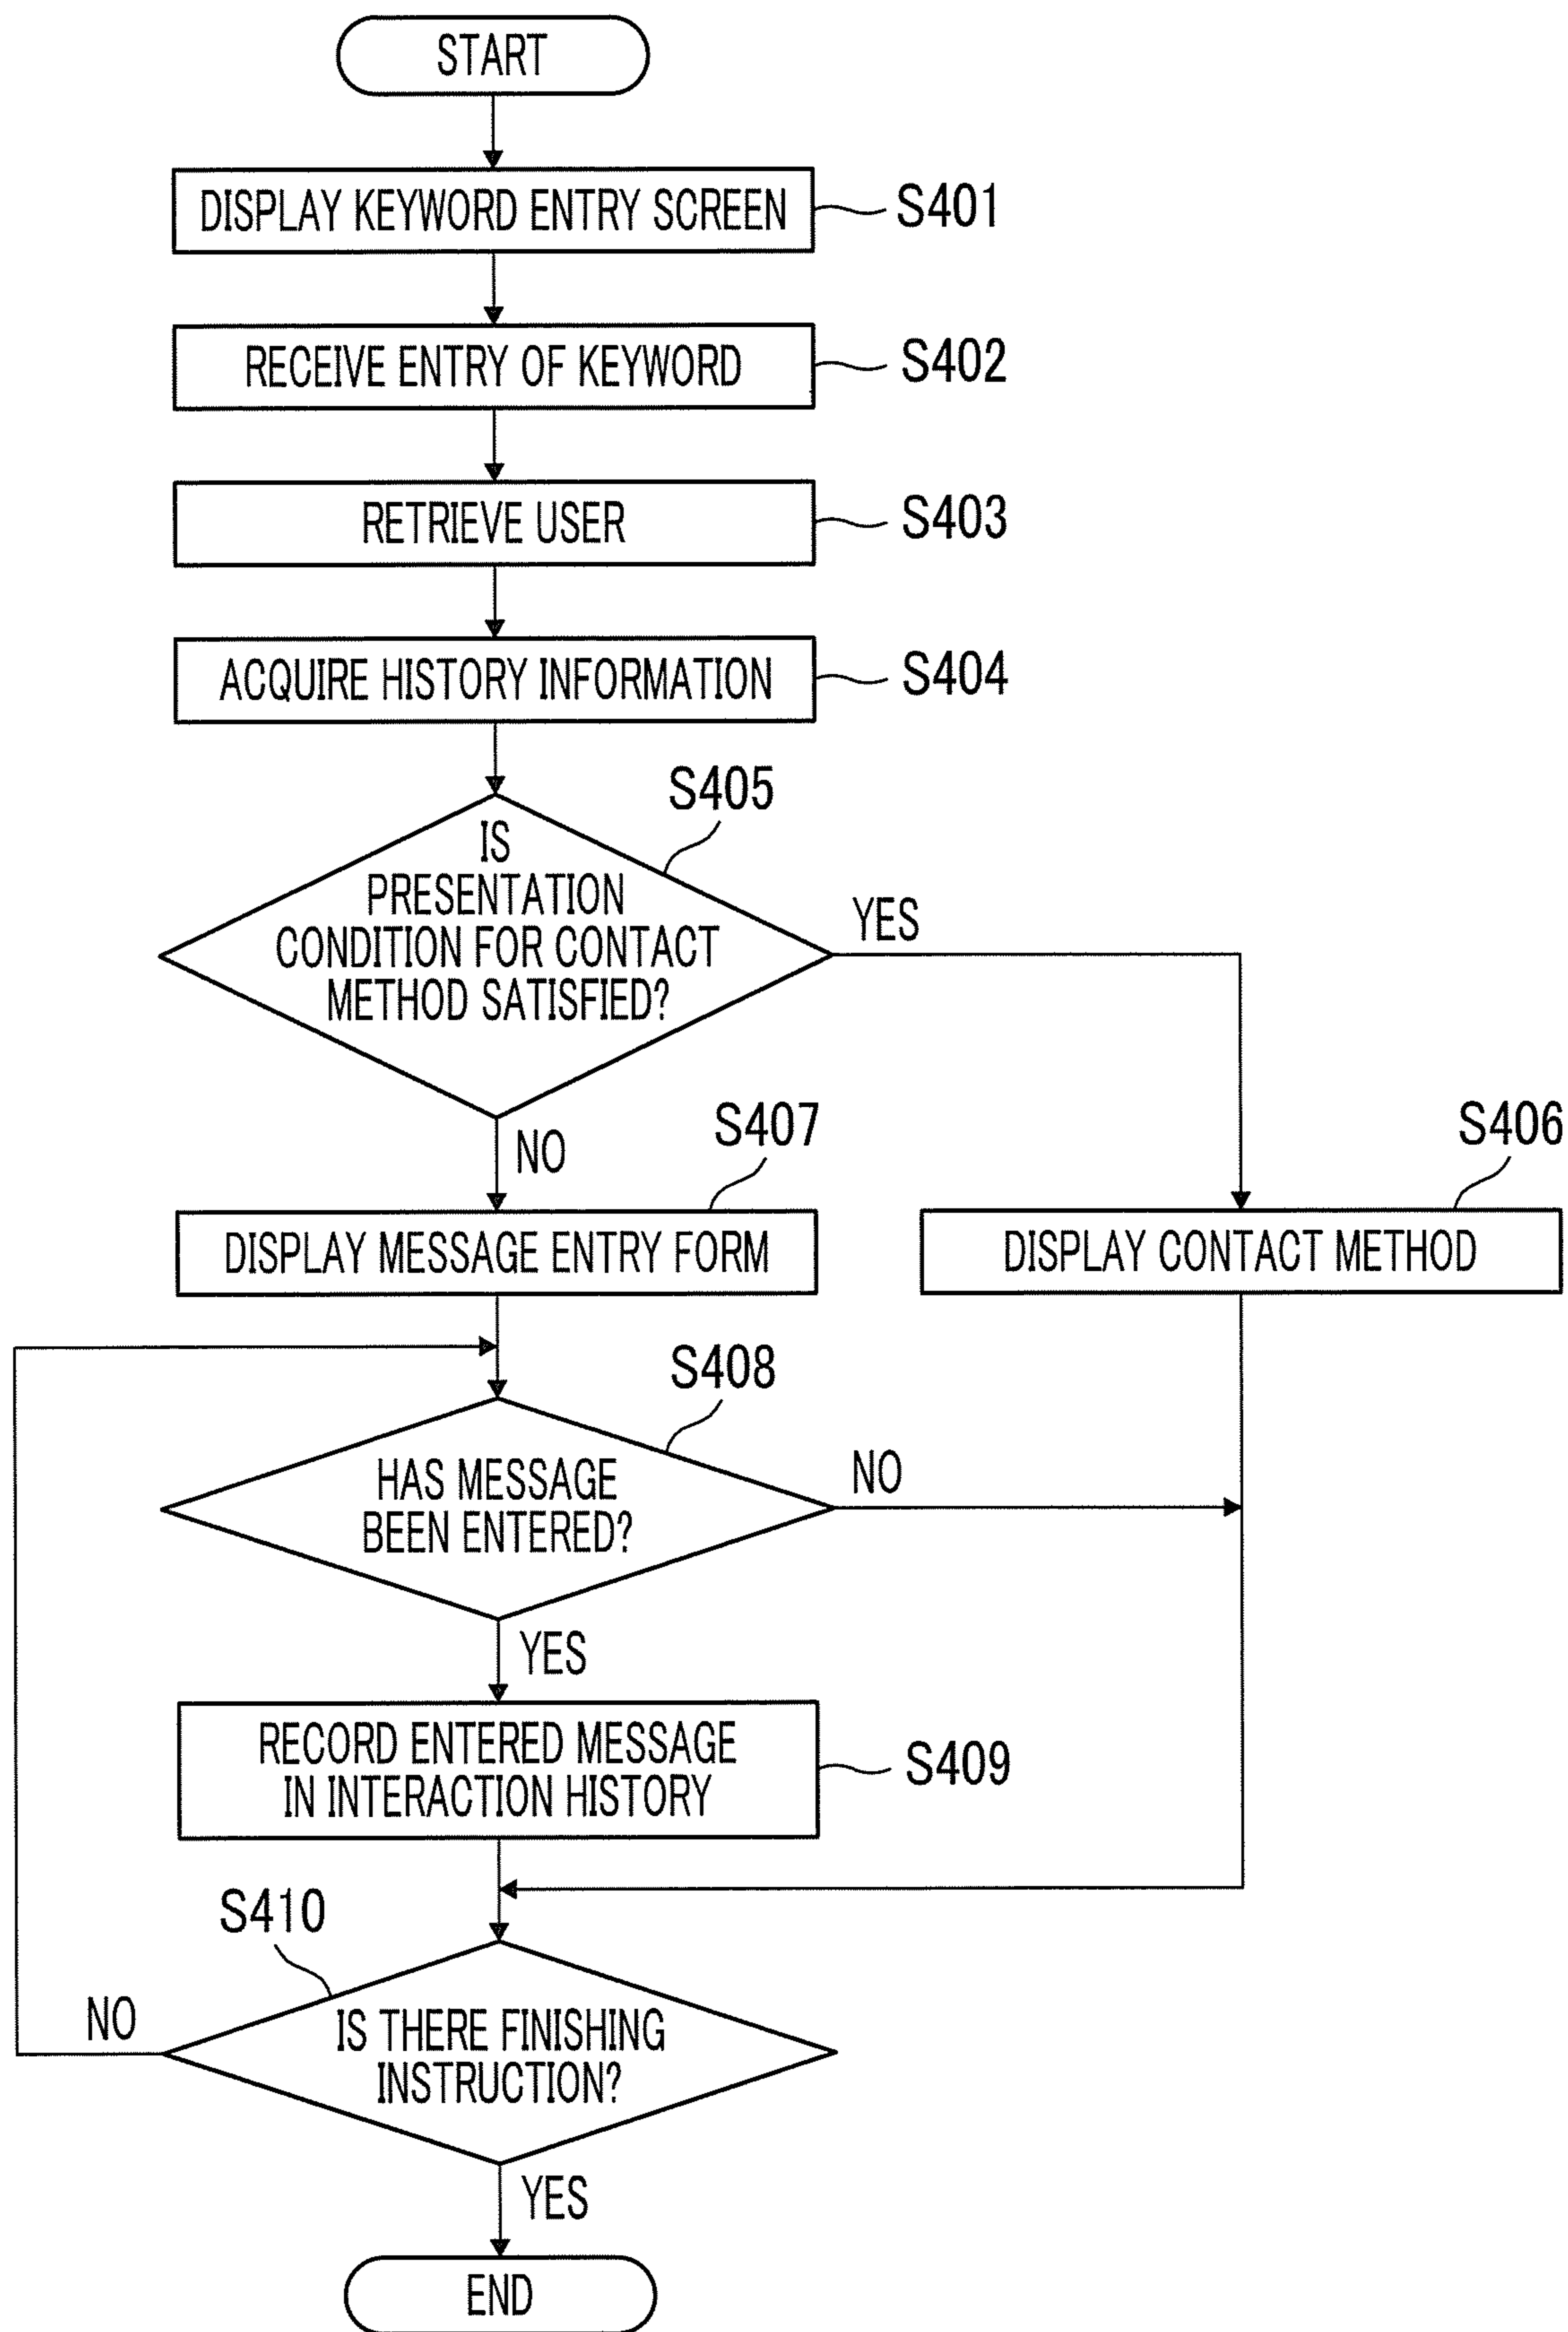 START
DISPLAY KEYWORD ENTRY SCREEN
S401
RECEIVE ENTRY OF KEYWORD
S402
RETRIEVE USER
S403
ACQUIRE HISTORY INFORMATION
S404
S405
IS
PRESENTATION
CONDITION FOR CONTACT
METHOD SATISFIED?
YES
NO
S407
S406
DISPLAY MESSAGE ENTRY FORM
DISPLAY CONTACT METHOD
S408
HAS MESSAGE
BEEN ENTERED?
NO
YES
RECORD ENTERED MESSAGE
IN INTERACTION HISTORY
S409
S410
NO
IS THERE FINISHING
INSTRUCTION?
YES
END